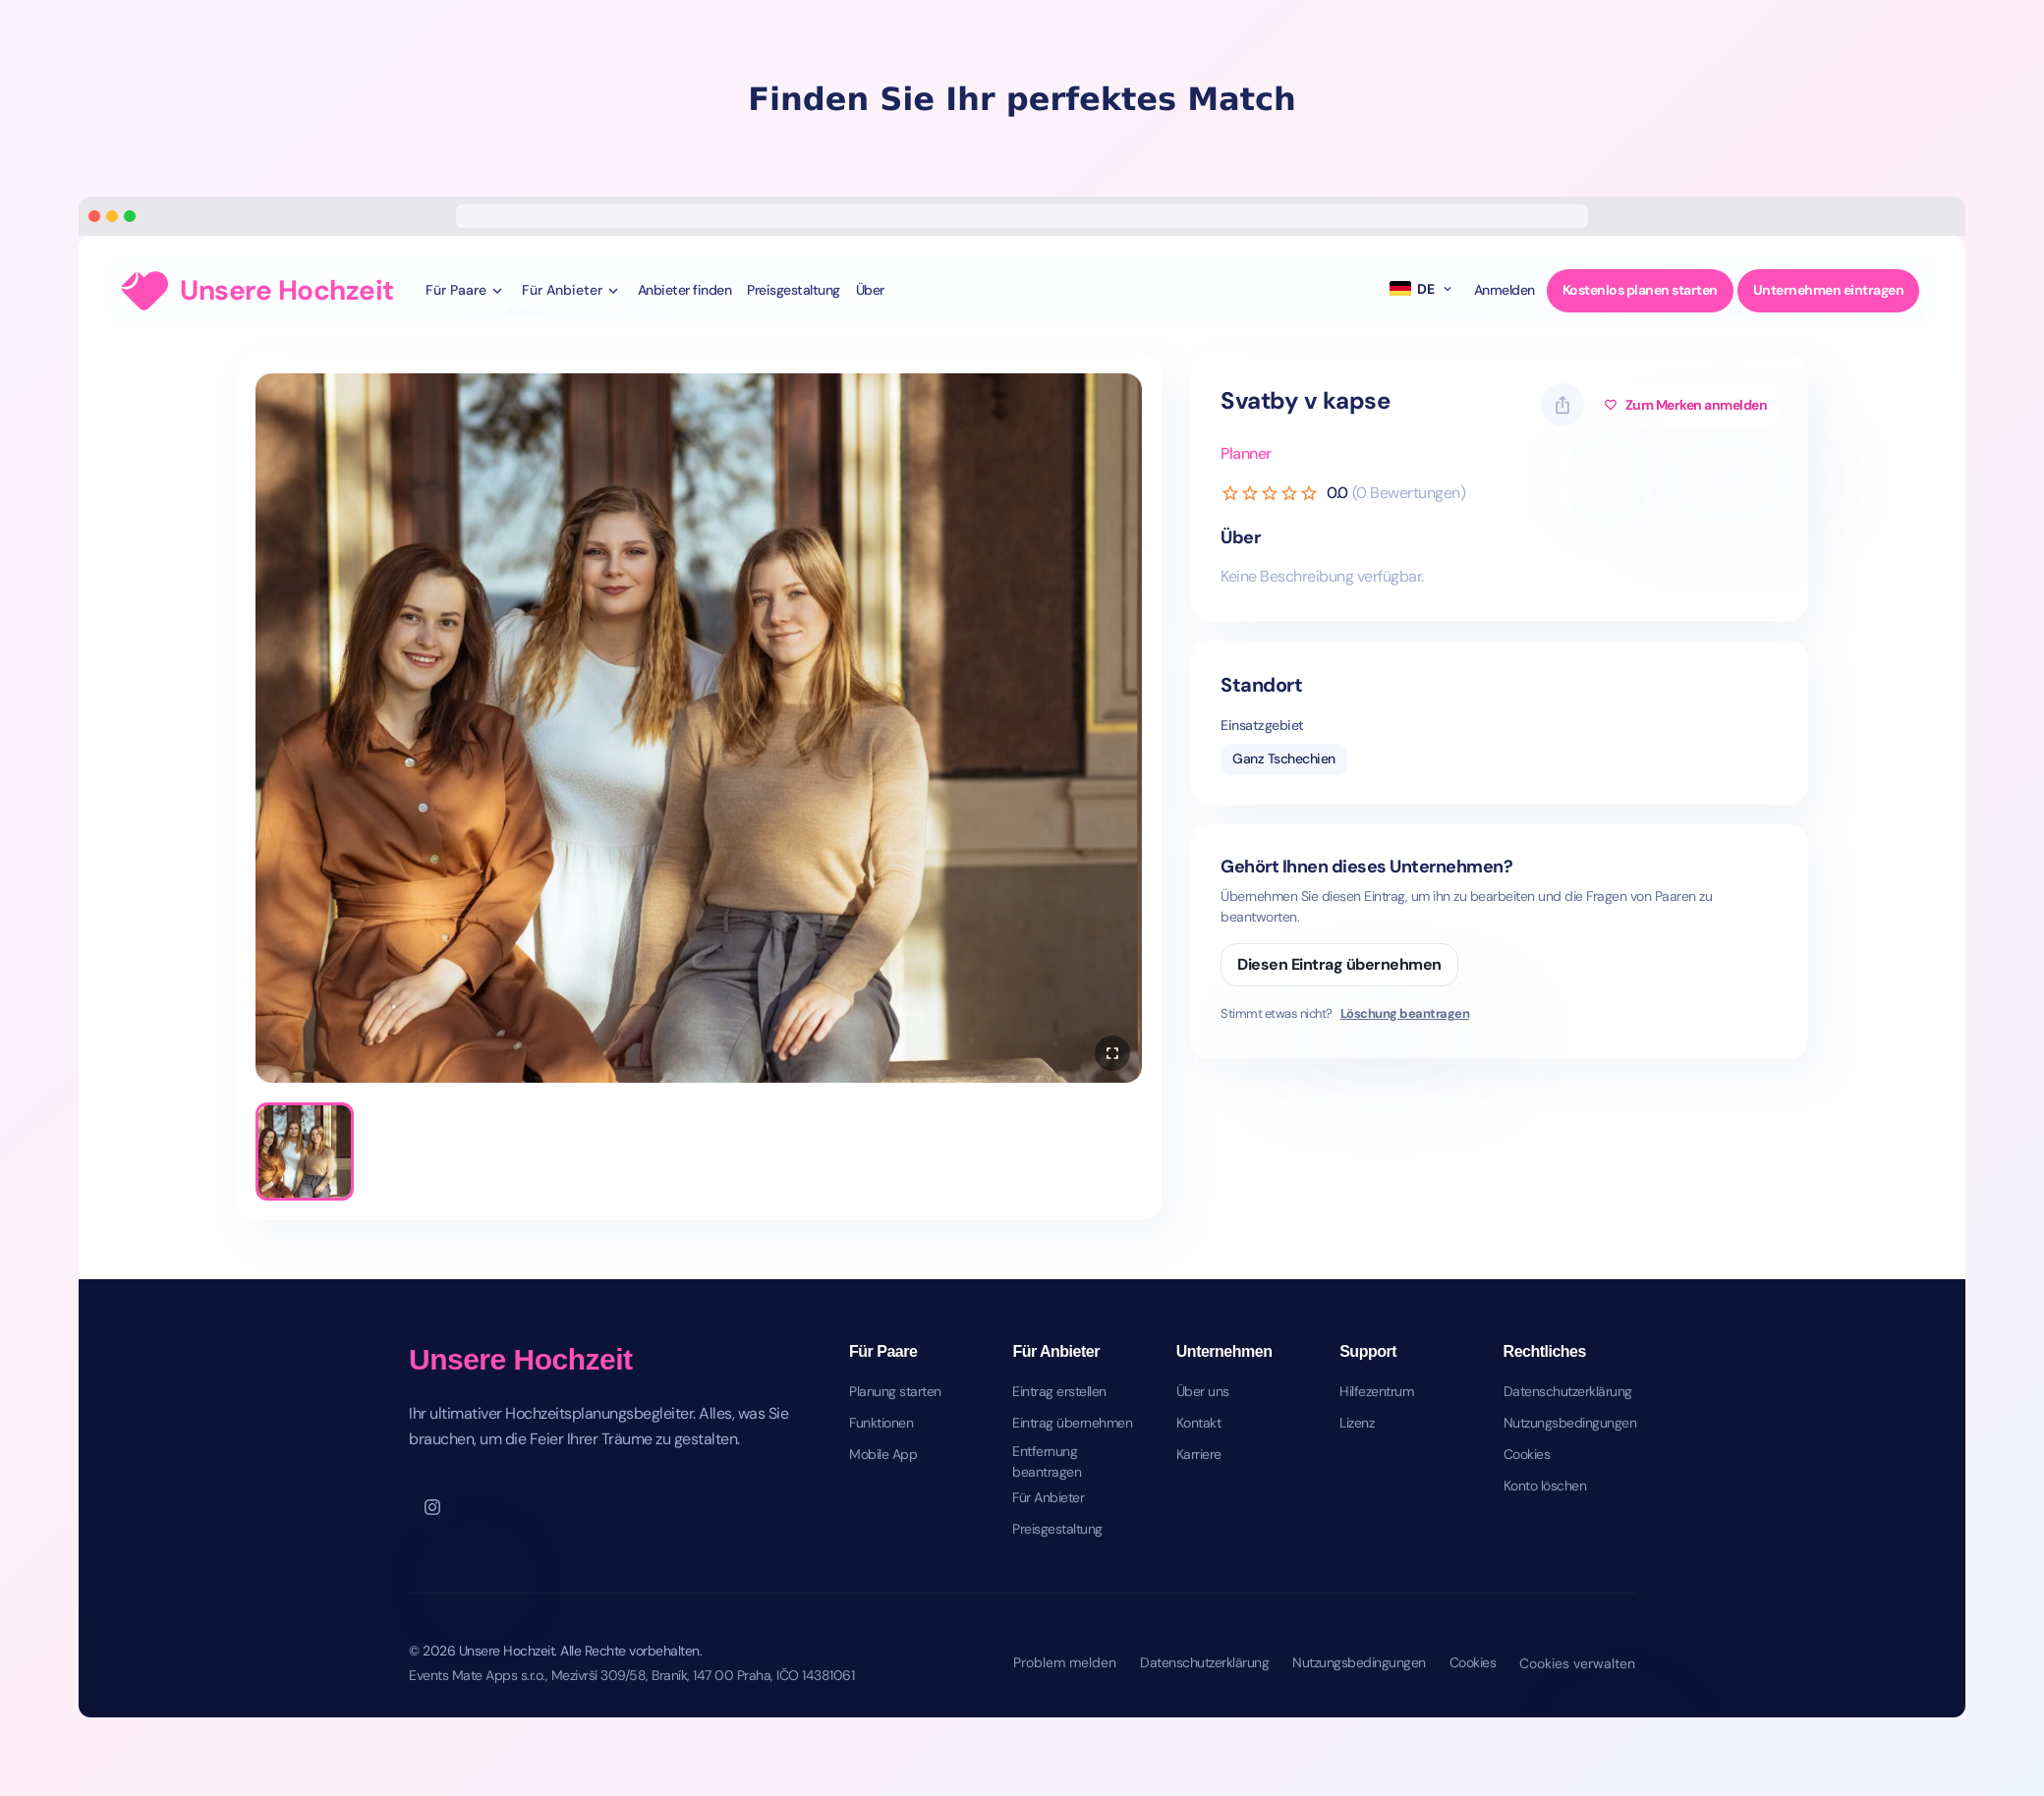 Finden Sie Ihr perfektes Match
Unsere Hochzeit
Für Paare
Für Anbieter
Anbieter finden
Preisgestaltung
Über
DE
Anmelden
Kostenlos planen starten
Unternehmen eintragen
Svatby v kapse
Zum Merken anmelden
Planner
0.0 (0 Bewertungen)
Über
Keine Beschreibung verfügbar.
Standort
Einsatzgebiet
Ganz Tschechien
Gehört Ihnen dieses Unternehmen?
Übernehmen Sie diesen Eintrag, um ihn zu bearbeiten und die Fragen von Paaren zu
beantworten.
Diesen Eintrag übernehmen
Stimmt etwas nicht? Löschung beantragen
Unsere Hochzeit
Ihr ultimativer Hochzeitsplanungsbegleiter. Alles, was Sie
brauchen, um die Feier Ihrer Träume zu gestalten.
Für Paare
Planung starten
Funktionen
Mobile App
Für Anbieter
Eintrag erstellen
Eintrag übernehmen
Entfernung
beantragen
Für Anbieter
Preisgestaltung
Unternehmen
Über uns
Kontakt
Karriere
Support
Hilfezentrum
Lizenz
Rechtliches
Datenschutzerklärung
Nutzungsbedingungen
Cookies
Konto löschen
© 2026 Unsere Hochzeit. Alle Rechte vorbehalten.
Events Mate Apps s.r.o., Mezivrší 309/58, Braník, 147 00 Praha, IČO 14381061
Problem melden
Datenschutzerklärung
Nutzungsbedingungen
Cookies
Cookies verwalten